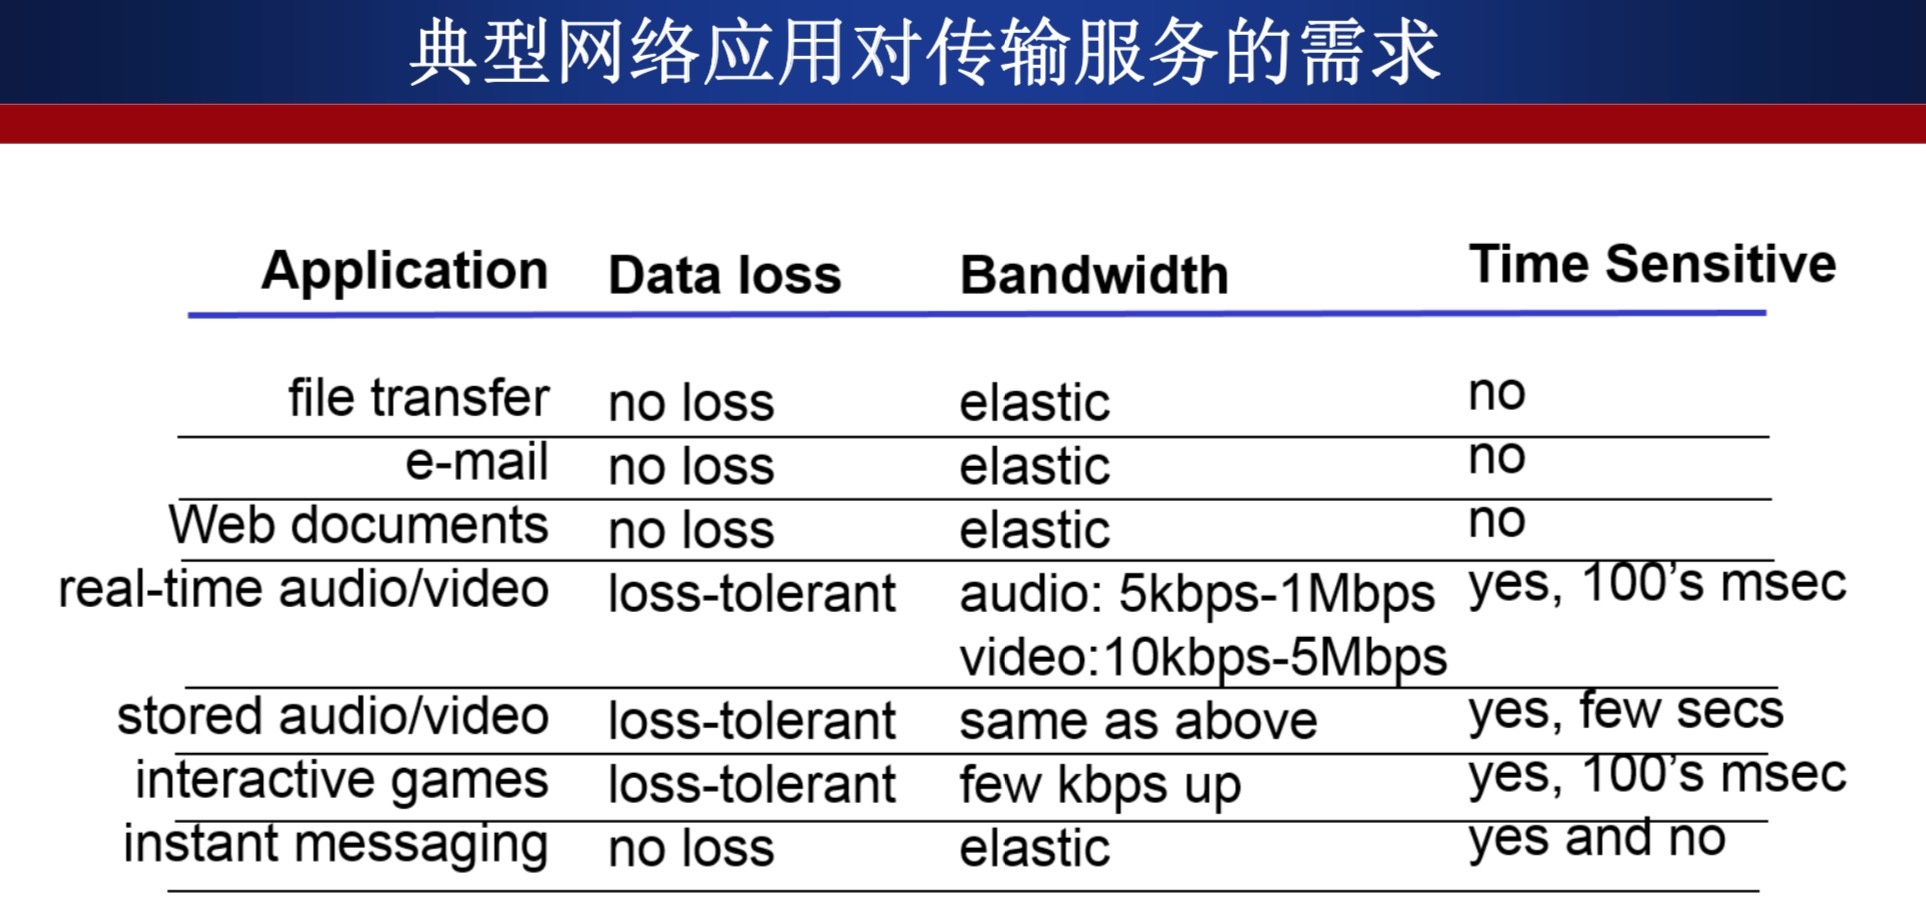 典型网络应用对传输服务的需求
Application Data loss Bandwidth Time Sensitive
file transfer no loss elastic no
e-mail no loss elastic no
Web documents no loss elastic no
real-time audio/video loss-tolerant audio: 5kbps-1Mbps yes, 100's msec
video:10kbps-5Mbps
stored audio/video loss-tolerant same as above yes, few secs
interactive games loss-tolerant few kbps up yes, 100's msec
instant messaging no loss elastic yes and no